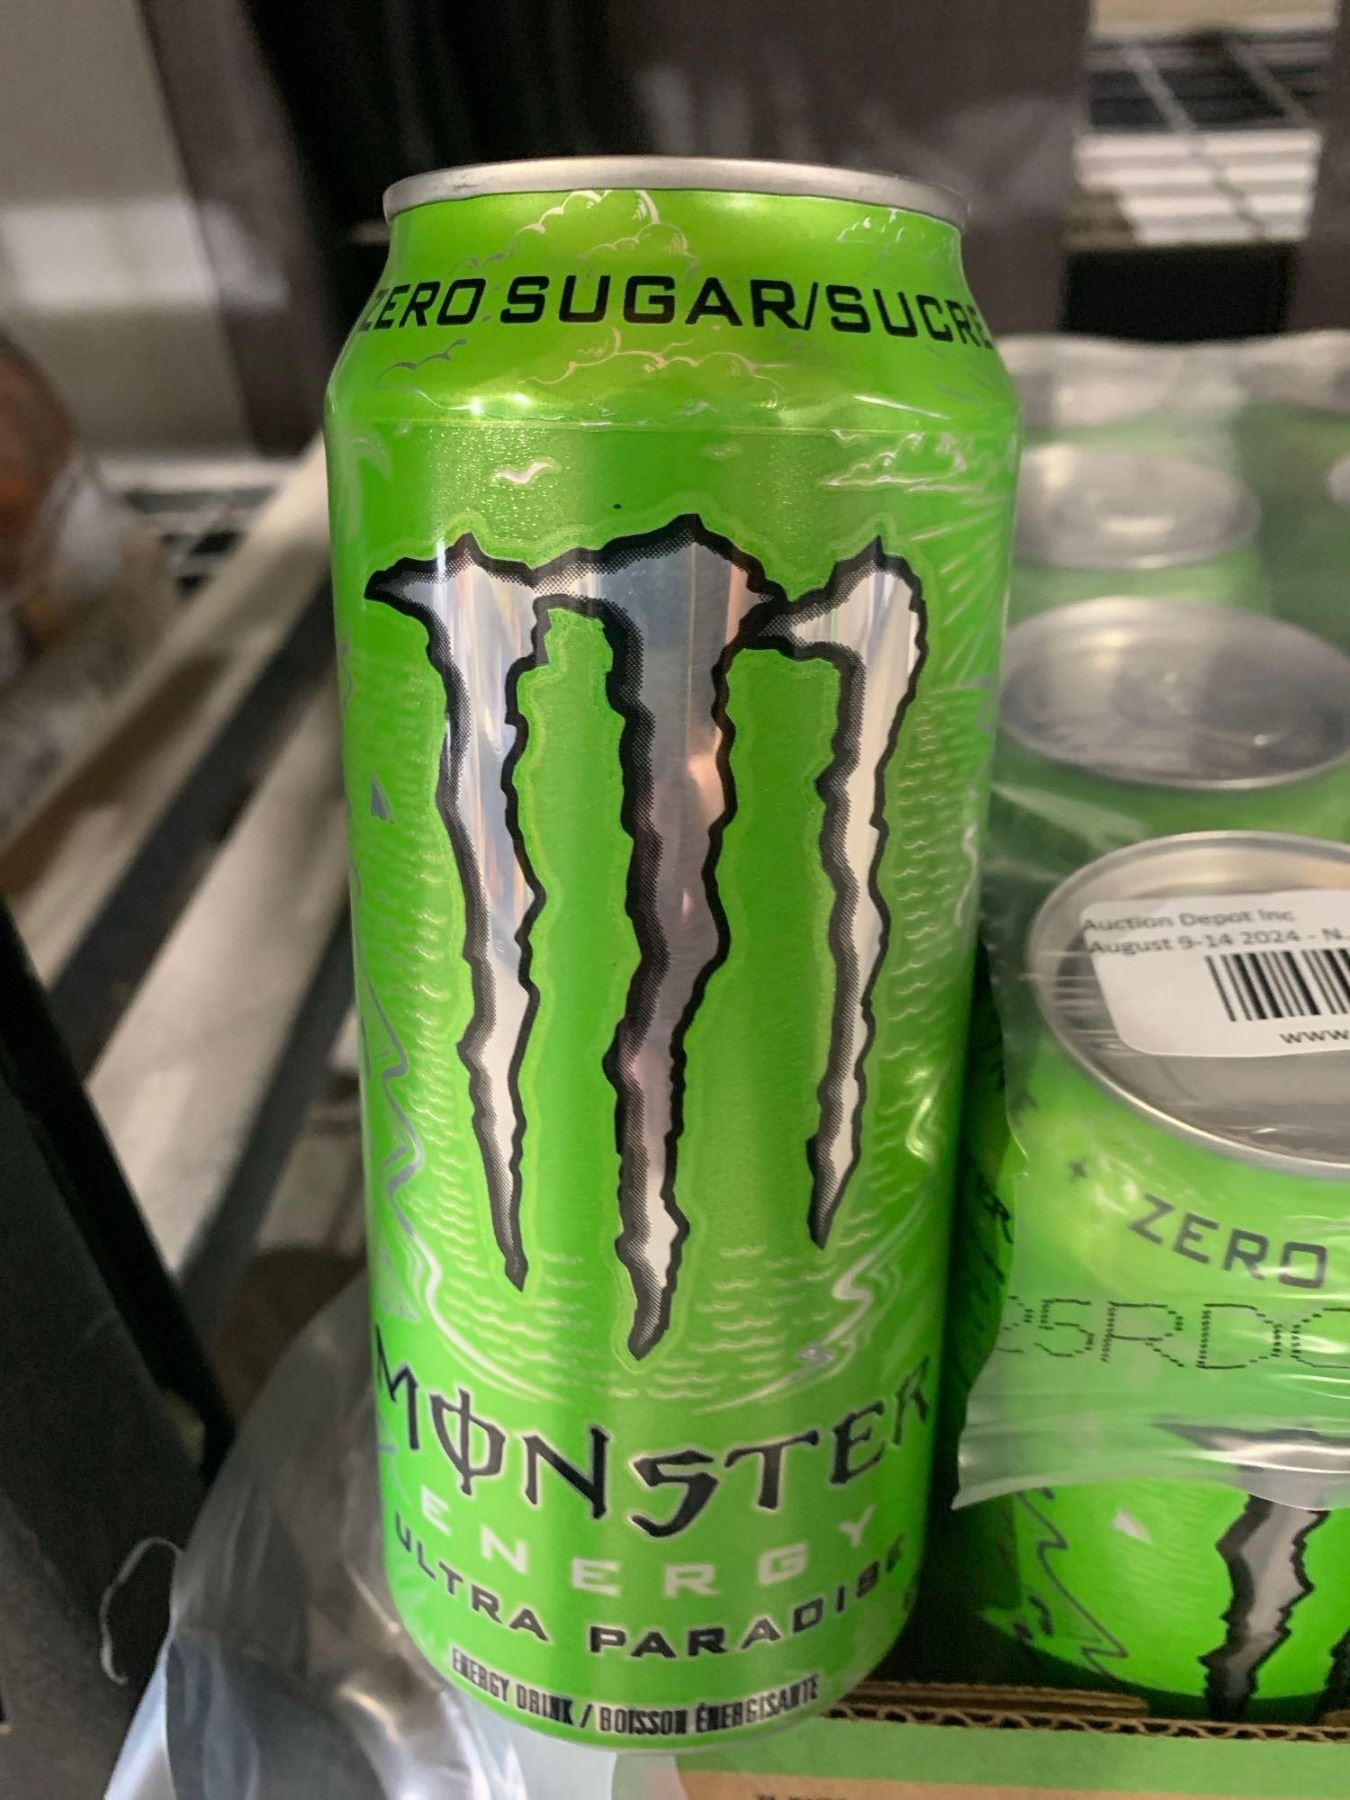 ZERO SUGAR/SUCRE
MONSTER
ENERGY
ULTRA PARADISE
ENERGY DRINK / BOISSON ÉNERGISANTE
Auction Depot Inc
August 9-14 2024 - N
www.
ZERO